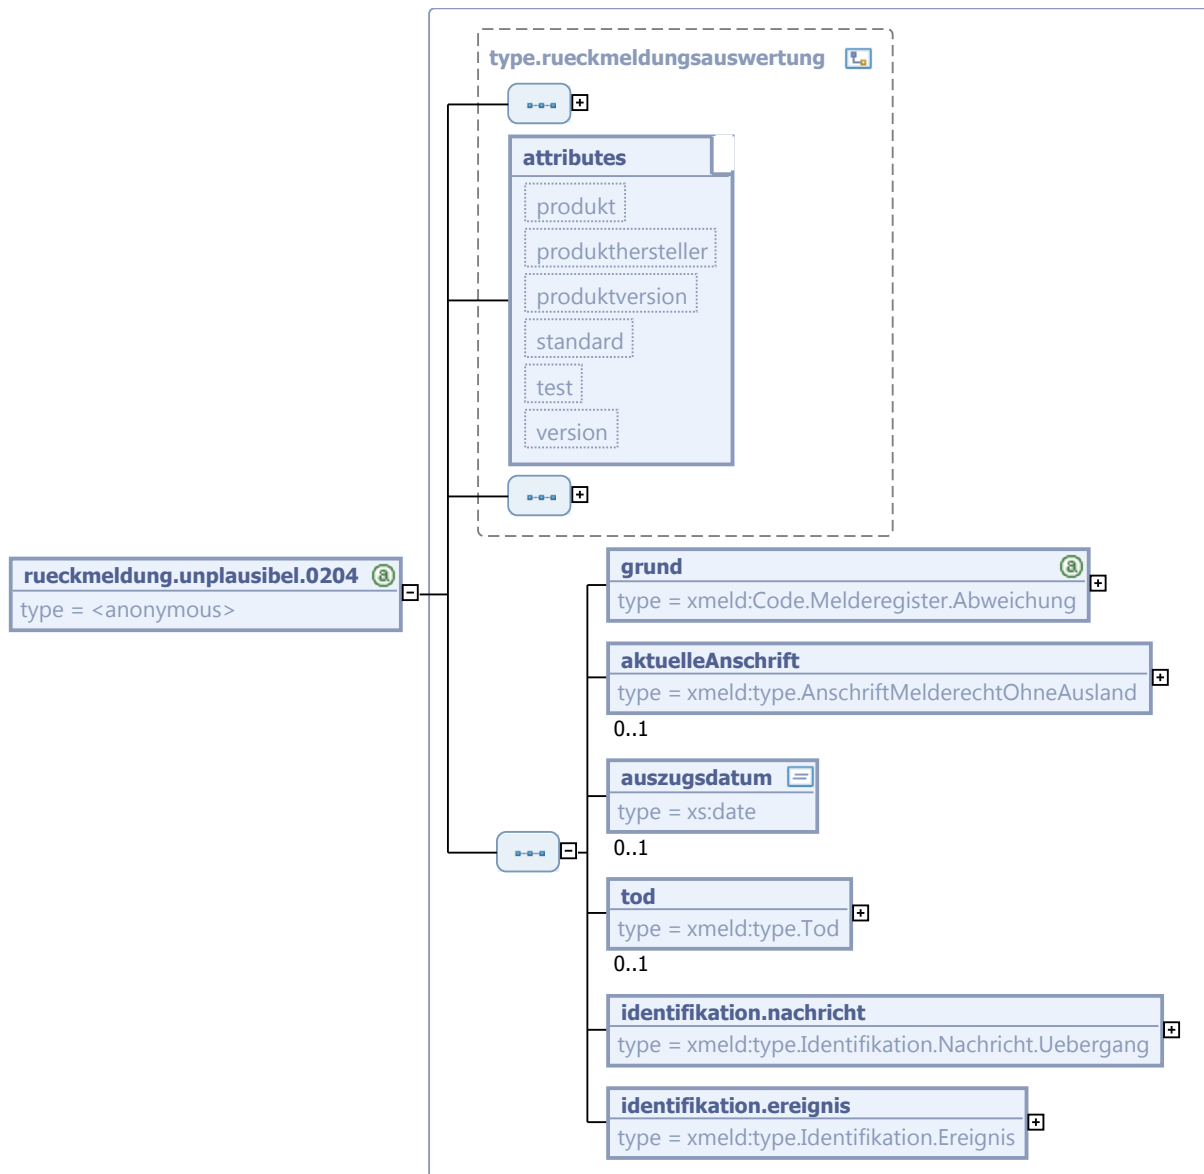 type.rueckmeldungsauswertung
attributes
produkt
produkthersteller
produktversion
standard
test
version
rueckmeldung.unplausibel.0204
type = <anonymous>
grund
type = xmeld:Code.Melderegister.Abweichung
aktuelleAnschrift
type = xmeld:type.AnschriftMelderechtOhneAusland
0..1
auszugsdatum
type = xs:date
0..1
tod
type = xmeld:type.Tod
0..1
identifikation.nachricht
type = xmeld:type.Identifikation.Nachricht.Uebergang
identifikation.ereignis
type = xmeld:type.Identifikation.Ereignis